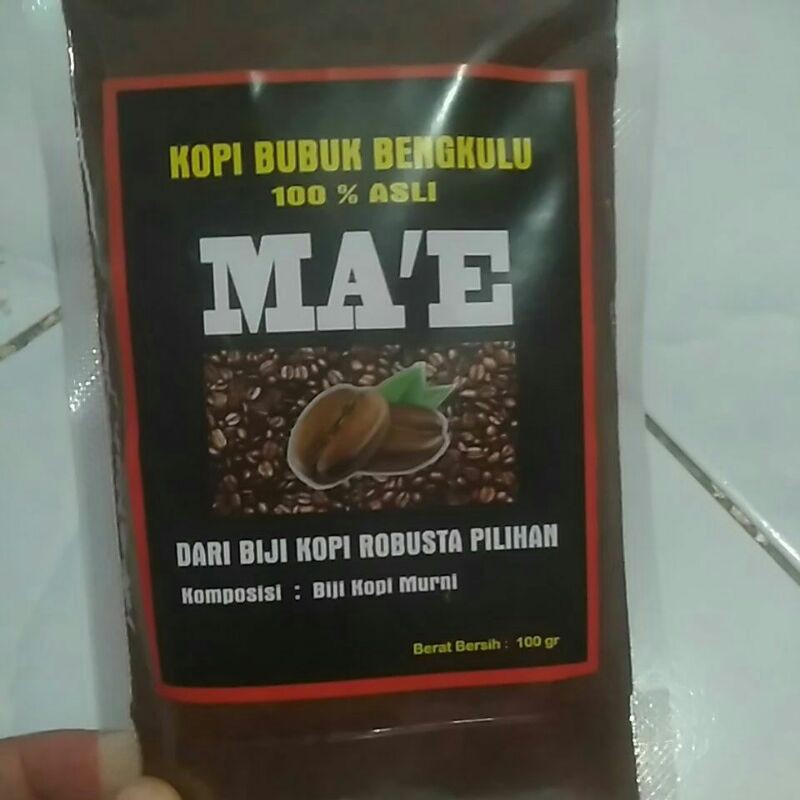 KOPI BUBUK BENGKULU
100 % ASLI
MA'E
DARI BIJI KOPI ROBUSTA PILIHAN
Komposisi : Biji Kopi Murni
Berat Bersih : 100 gr